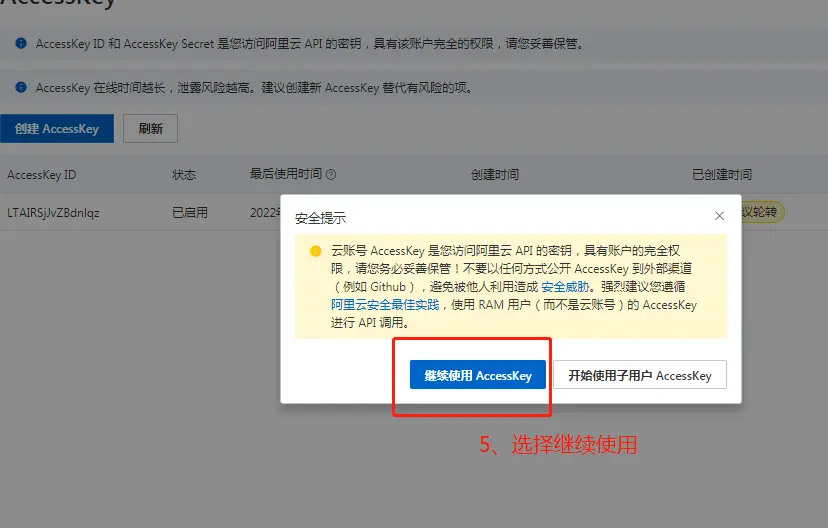 AccessKey
AccessKey ID 和 AccessKey Secret 是您访问阿里云 API 的密钥，具有该账户完全的权限，请您妥善保管。
AccessKey 在线时间越长，泄露风险越高。建议创建新 AccessKey 替代有风险的项。
创建 AccessKey 刷新
AccessKey ID 状态 最后使用时间 创建时间 已创建时间
LTAIRSjJvZBdnlqz 已启用 2022 议轮转
安全提示
云账号 AccessKey 是您访问阿里云 API 的密钥，具有账户的完全权
限，请您务必妥善保管！不要以任何方式公开 AccessKey 到外部渠道
（例如 Github），避免被他人利用造成 安全威胁。强烈建议您遵循
阿里云安全最佳实践，使用 RAM 用户（而不是云账号）的 AccessKey
进行 API 调用。
继续使用 AccessKey 开始使用子用户 AccessKey
5、选择继续使用